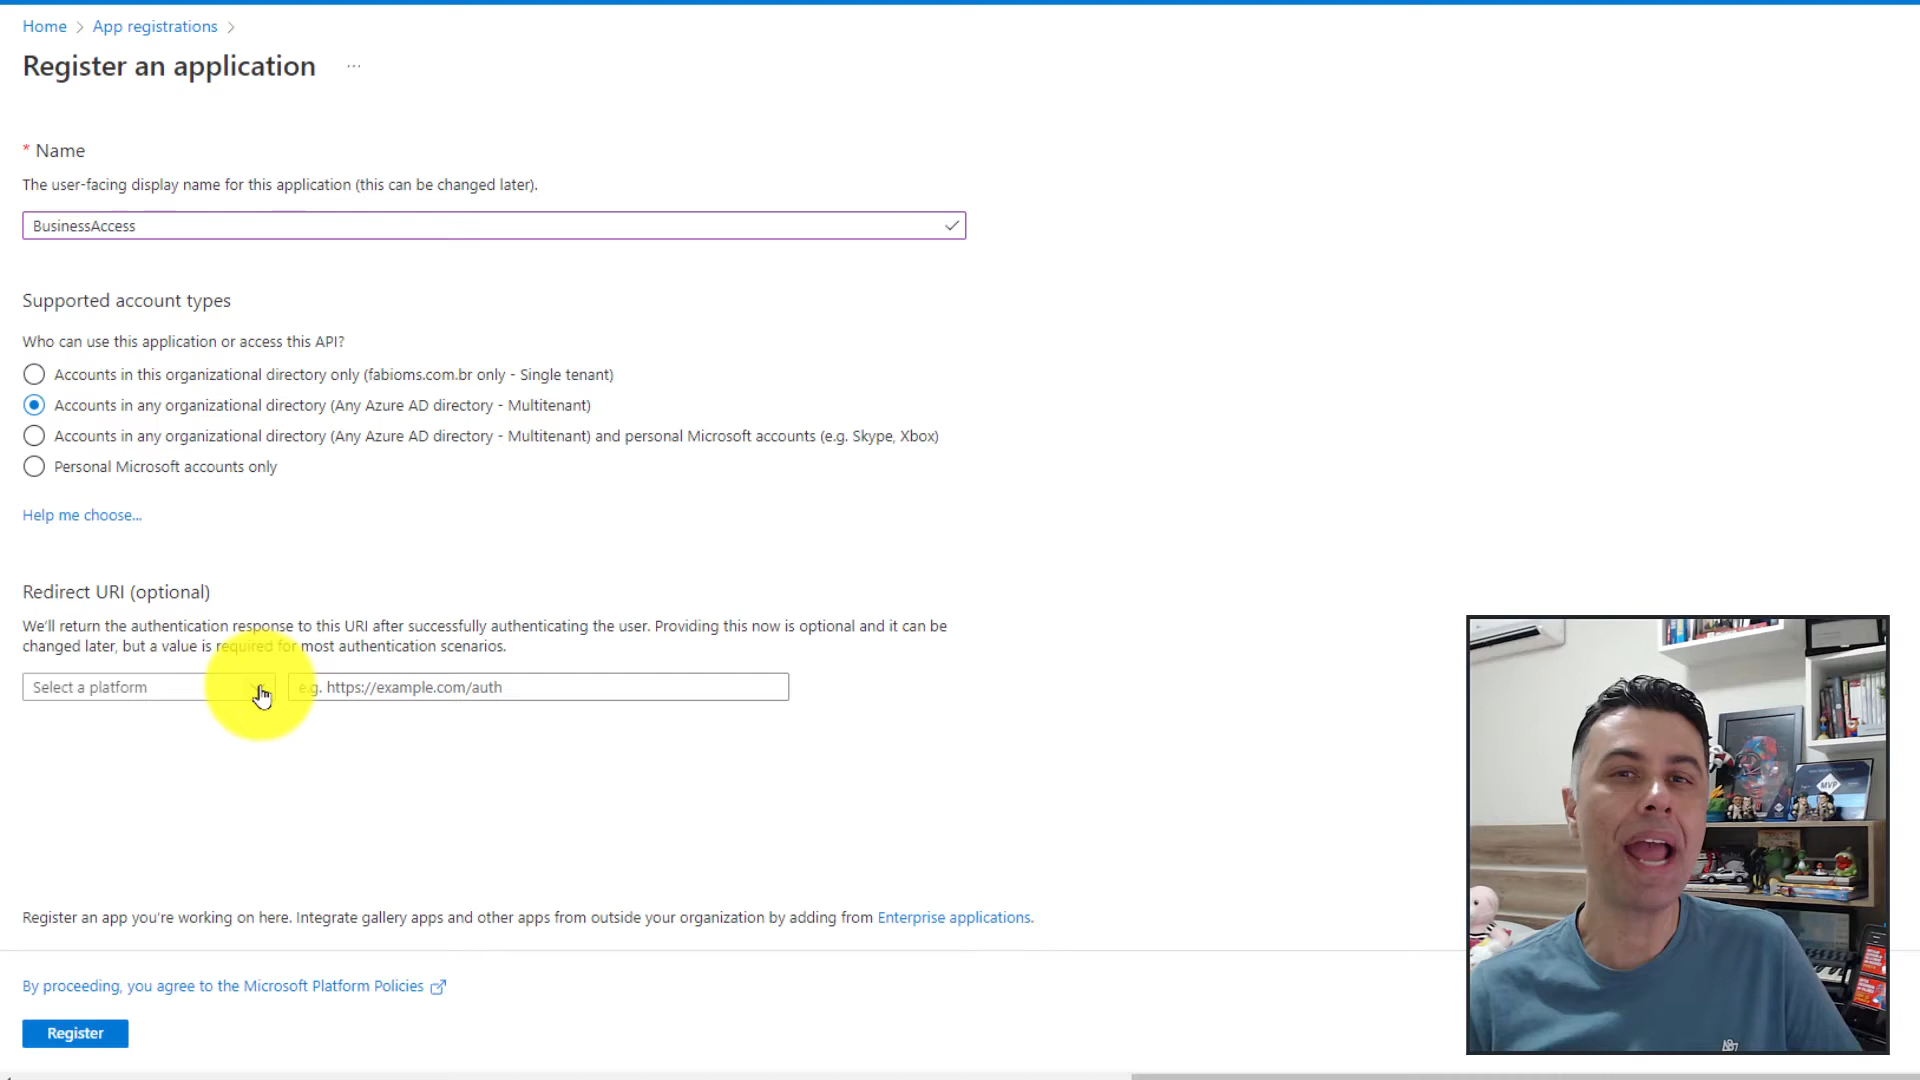 Home > App registrations >
Register an application ...
* Name
The user-facing display name for this application (this can be changed later).
BusinessAccess
Supported account types
Who can use this application or access this API?
Accounts in this organizational directory only (fabioms.com.br only - Single tenant)
Accounts in any organizational directory (Any Azure AD directory - Multitenant)
Accounts in any organizational directory (Any Azure AD directory - Multitenant) and personal Microsoft accounts (e.g. Skype, Xbox)
Personal Microsoft accounts only
Help me choose...
Redirect URI (optional)
We'll return the authentication response to this URI after successfully authenticating the user. Providing this now is optional and it can be
changed later, but a value is required for most authentication scenarios.
Select a platform
e.g. https://example.com/auth
Register an app you're working on here. Integrate gallery apps and other apps from outside your organization by adding from Enterprise applications.
By proceeding, you agree to the Microsoft Platform Policies
Register
MVP